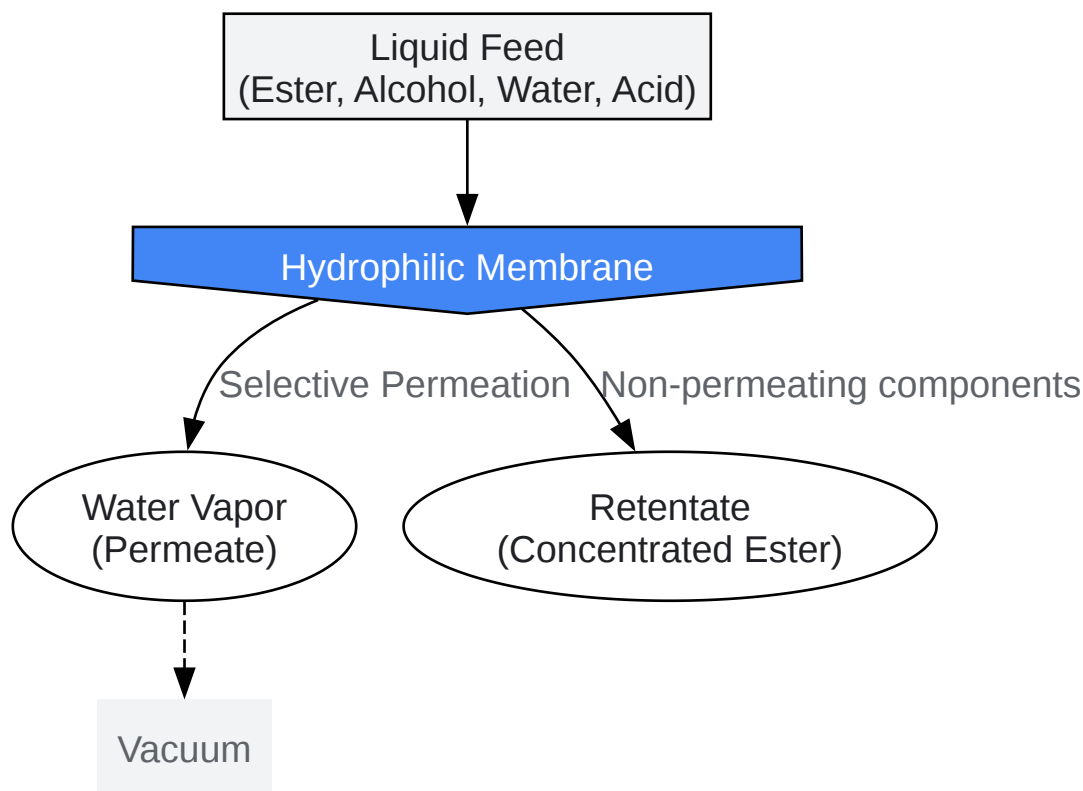 Liquid Feed
(Ester, Alcohol, Water, Acid)
Hydrophilic Membrane
Selective Permeation
Non-permeating components
Water Vapor
(Permeate)
Retentate
(Concentrated Ester)
Vacuum